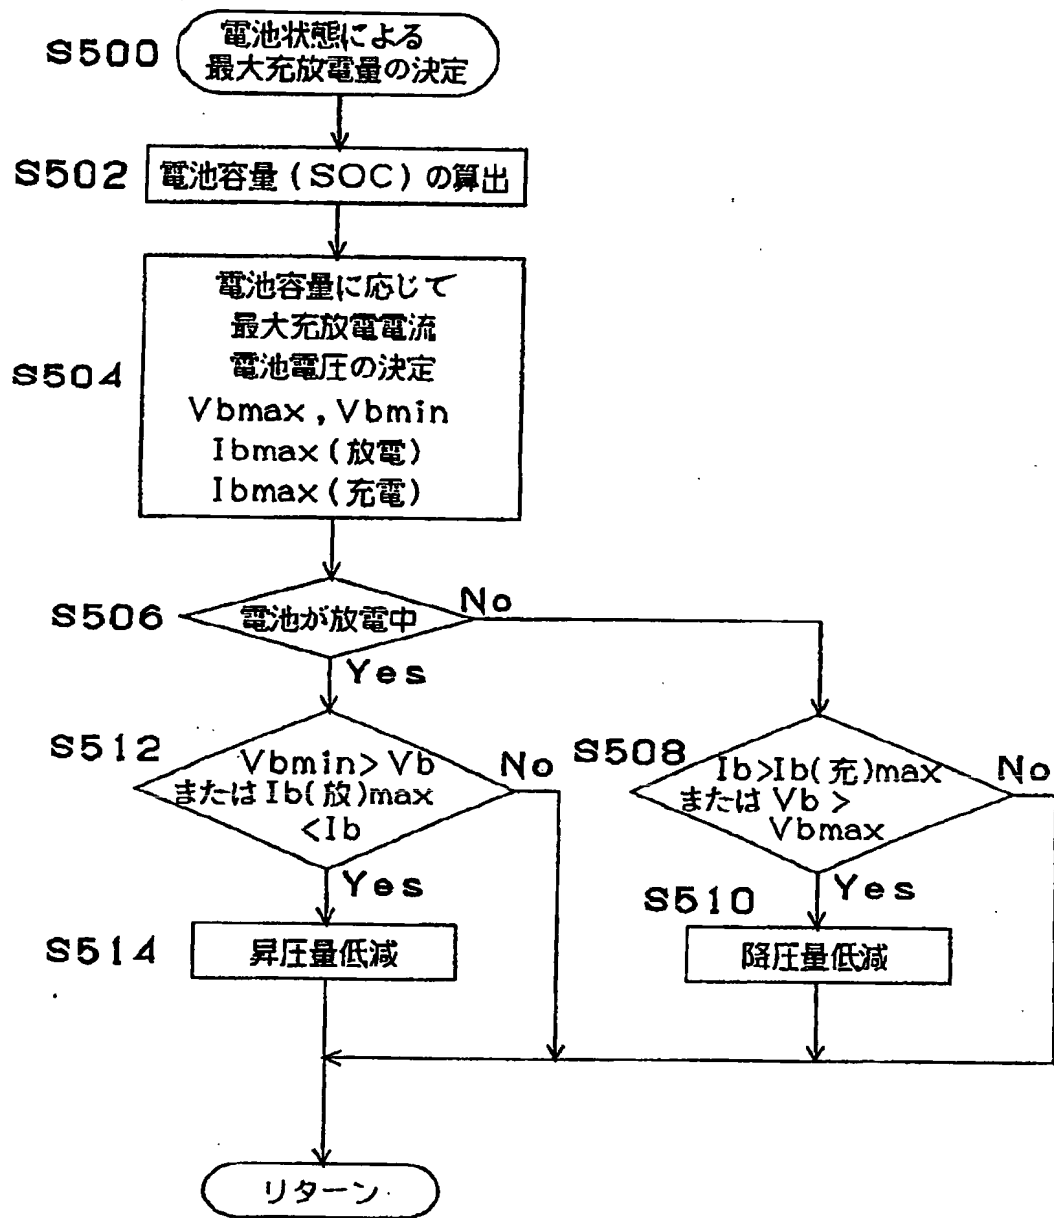 S500
電池状態による
最大充放電量の決定
S502
電池容量(SOC)の算出
S504
電池容量に応じて
最大充放電電流
電池電圧の決定
Vbmax,Vbmin
Ibmax(放電)
Ibmax(充電)
S506
電池が放電中
No
Yes
S512
Vbmin>Vb
またはIb(放)max
<Ib
No
Yes
S508
Ib>Ib(充)max
またはVb>
Vbmax
No
Yes
S514
昇圧量低減
S510
降圧量低減
リターン